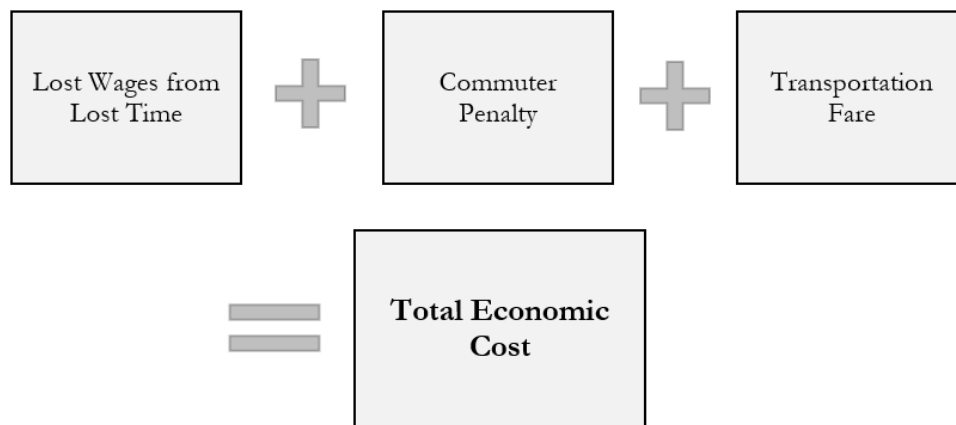 Lost Wages from
Lost Time
Commuter
Penalty
Transportation
Fare
Total Economic
Cost